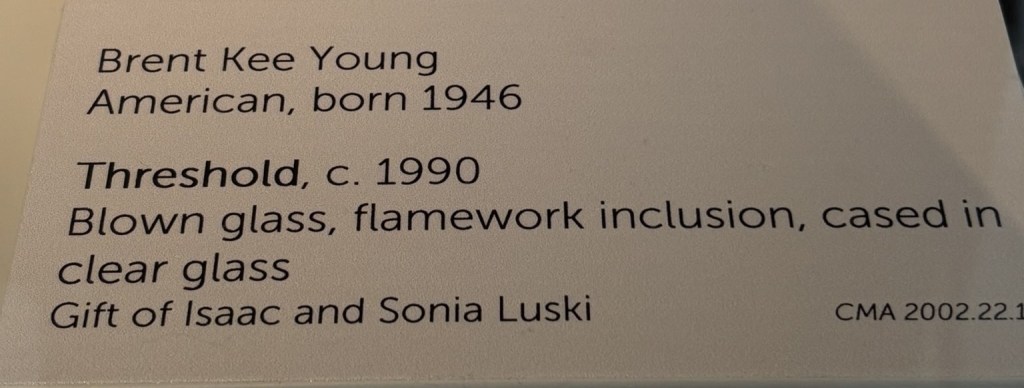 Brent Kee Young
American, born 1946
Threshold, c. 1990
Blown glass, flamework inclusion, cased in
clear glass
Gift of Isaac and Sonia Luski
CMA 2002.22.1